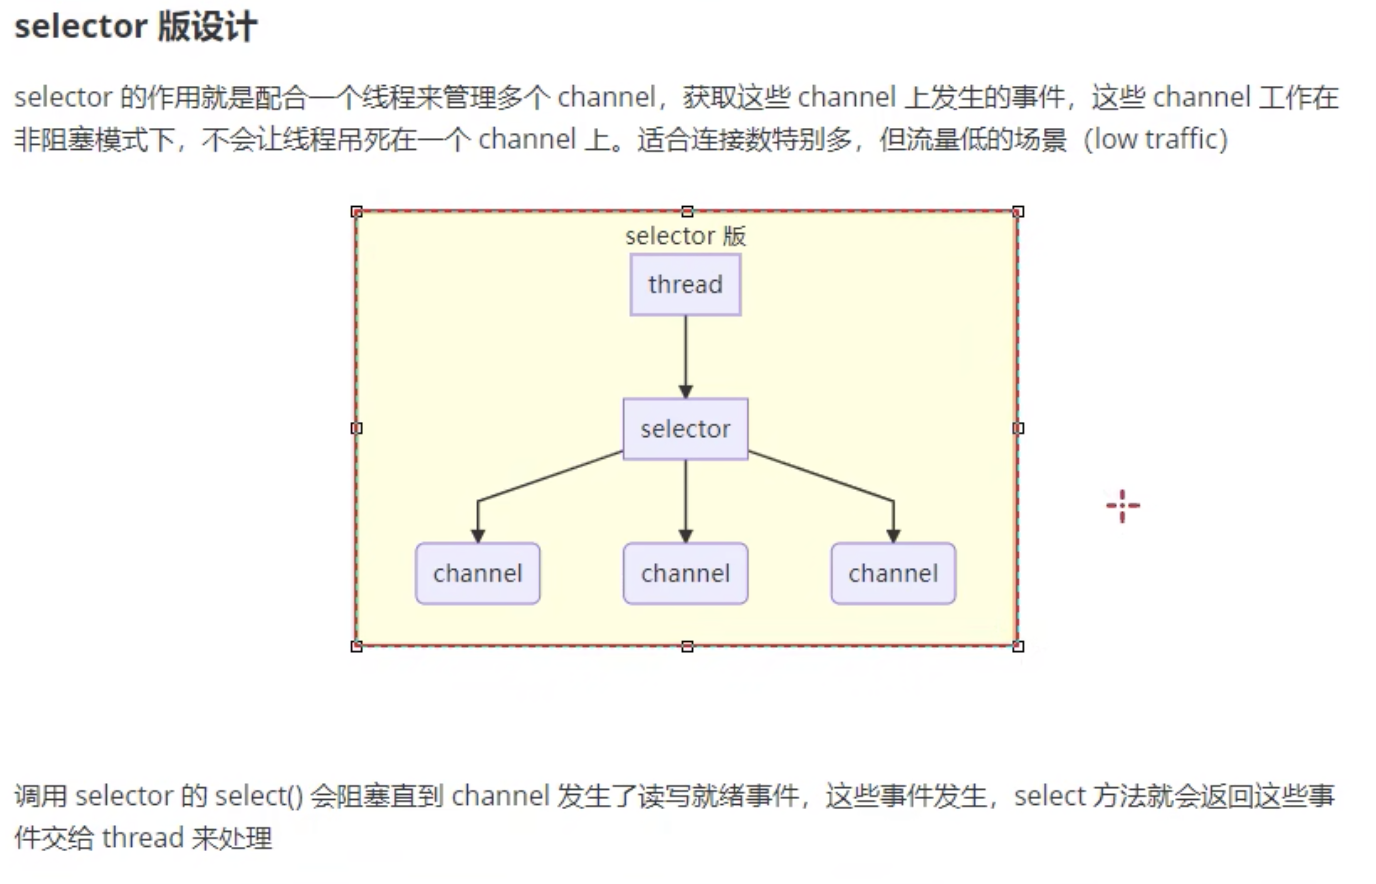 selector 版设计
selector 的作用就是配合一个线程来管理多个 channel，获取这些 channel 上发生的事件，这些 channel 工作在
非阻塞模式下，不会让线程吊死在一个 channel 上。适合连接数特别多，但流量低的场景（low traffic)
selector 版
thread
selector
channel channel channel
调用 selector 的 select() 会阻塞直到 channel 发生了读写就绪事件，这些事件发生，select 方法就会返回这些事
件交给 thread 来处理